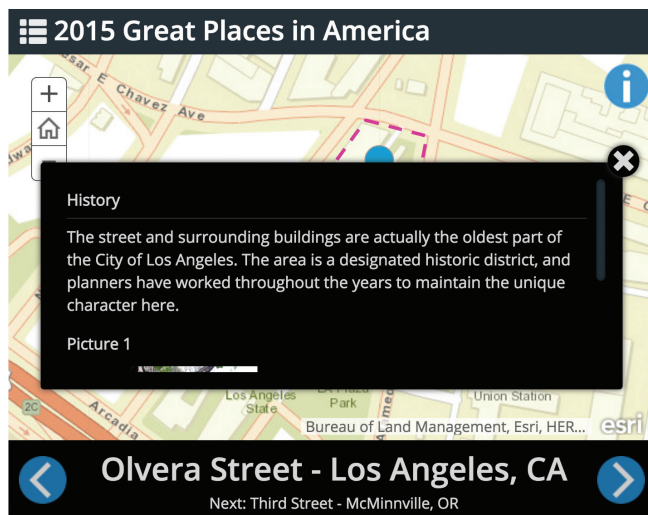 2015 Great Places in America
sar E Chavez Ave
+
i
History
The street and surrounding buildings are actually the oldest part of
the City of Los Angeles. The area is a designated historic district, and
planners have worked throughout the years to maintain the unique
character here.
Picture 1
2C
Arcadia
Los Angeles
State
Park
Union Station
Bureau of Land Management, Esri, HER...
esri
Olvera Street - Los Angeles, CA
Next: Third Street - McMinnville, OR